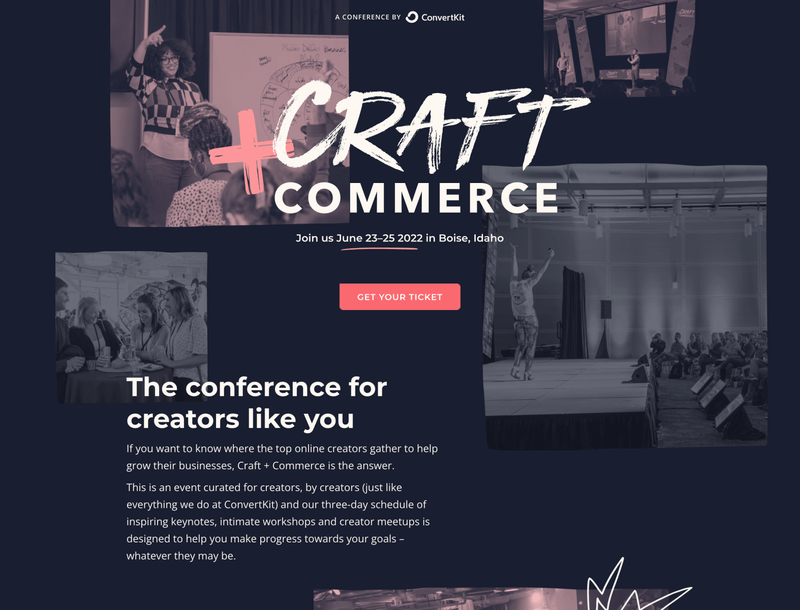 A CONFERENCE BY ConvertKit
+CRAFT
COMMERCE
Join us June 23–25 2022 in Boise, Idaho
GET YOUR TICKET
The conference for
creators like you
If you want to know where the top online creators gather to help
grow their businesses, Craft + Commerce is the answer.
This is an event curated for creators, by creators (just like
everything we do at ConvertKit) and our three-day schedule of
inspiring keynotes, intimate workshops and creator meetups is
designed to help you make progress towards your goals –
whatever they may be.